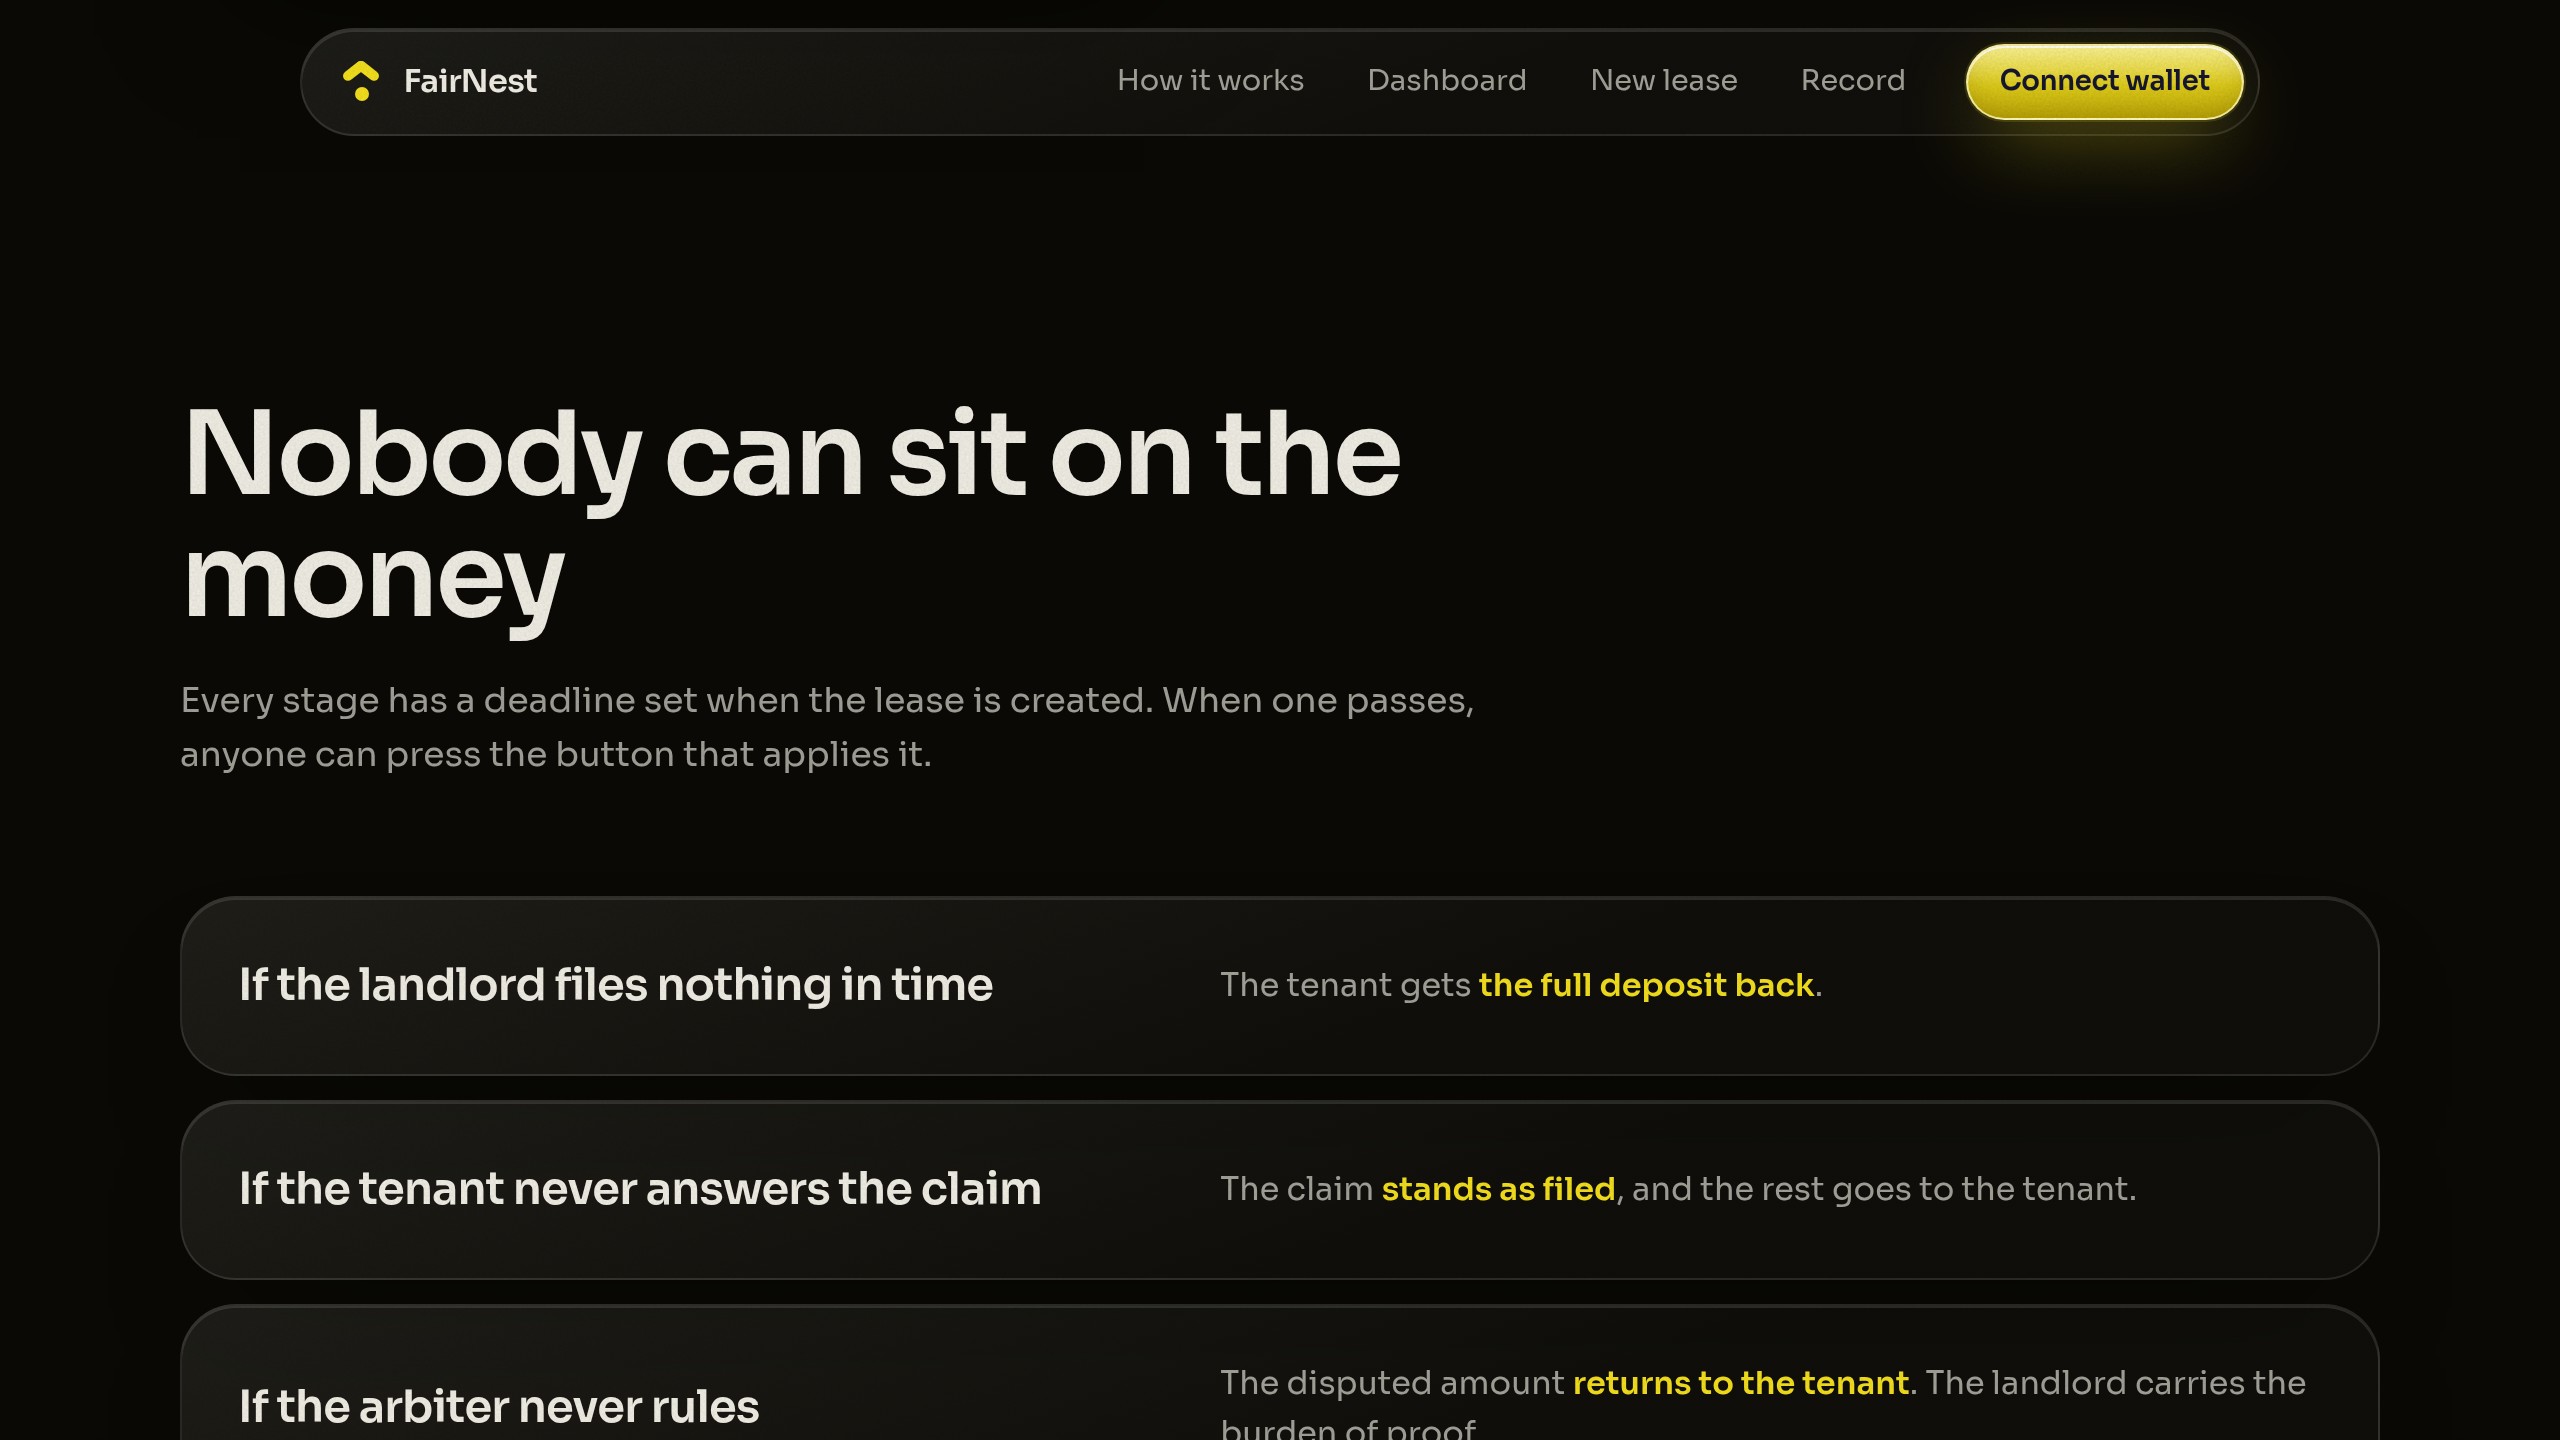 FairNest
How it works
Dashboard
New lease
Record
Connect wallet
Nobody can sit on the
money
Every stage has a deadline set when the lease is created. When one passes,
anyone can press the button that applies it.
If the landlord files nothing in time
The tenant gets the full deposit back.
If the tenant never answers the claim
The claim stands as filed, and the rest goes to the tenant.
If the arbiter never rules
The disputed amount returns to the tenant. The landlord carries the
burden of proof